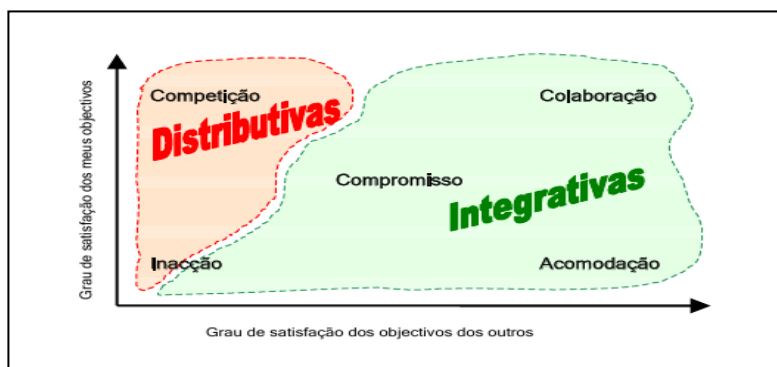 Grau de satisfação dos meus objectivos
Competição
Colaboração
Distributivas
Compromisso
Integrativas
Inacção
Acomodação
Grau de satisfação dos objectivos dos outros